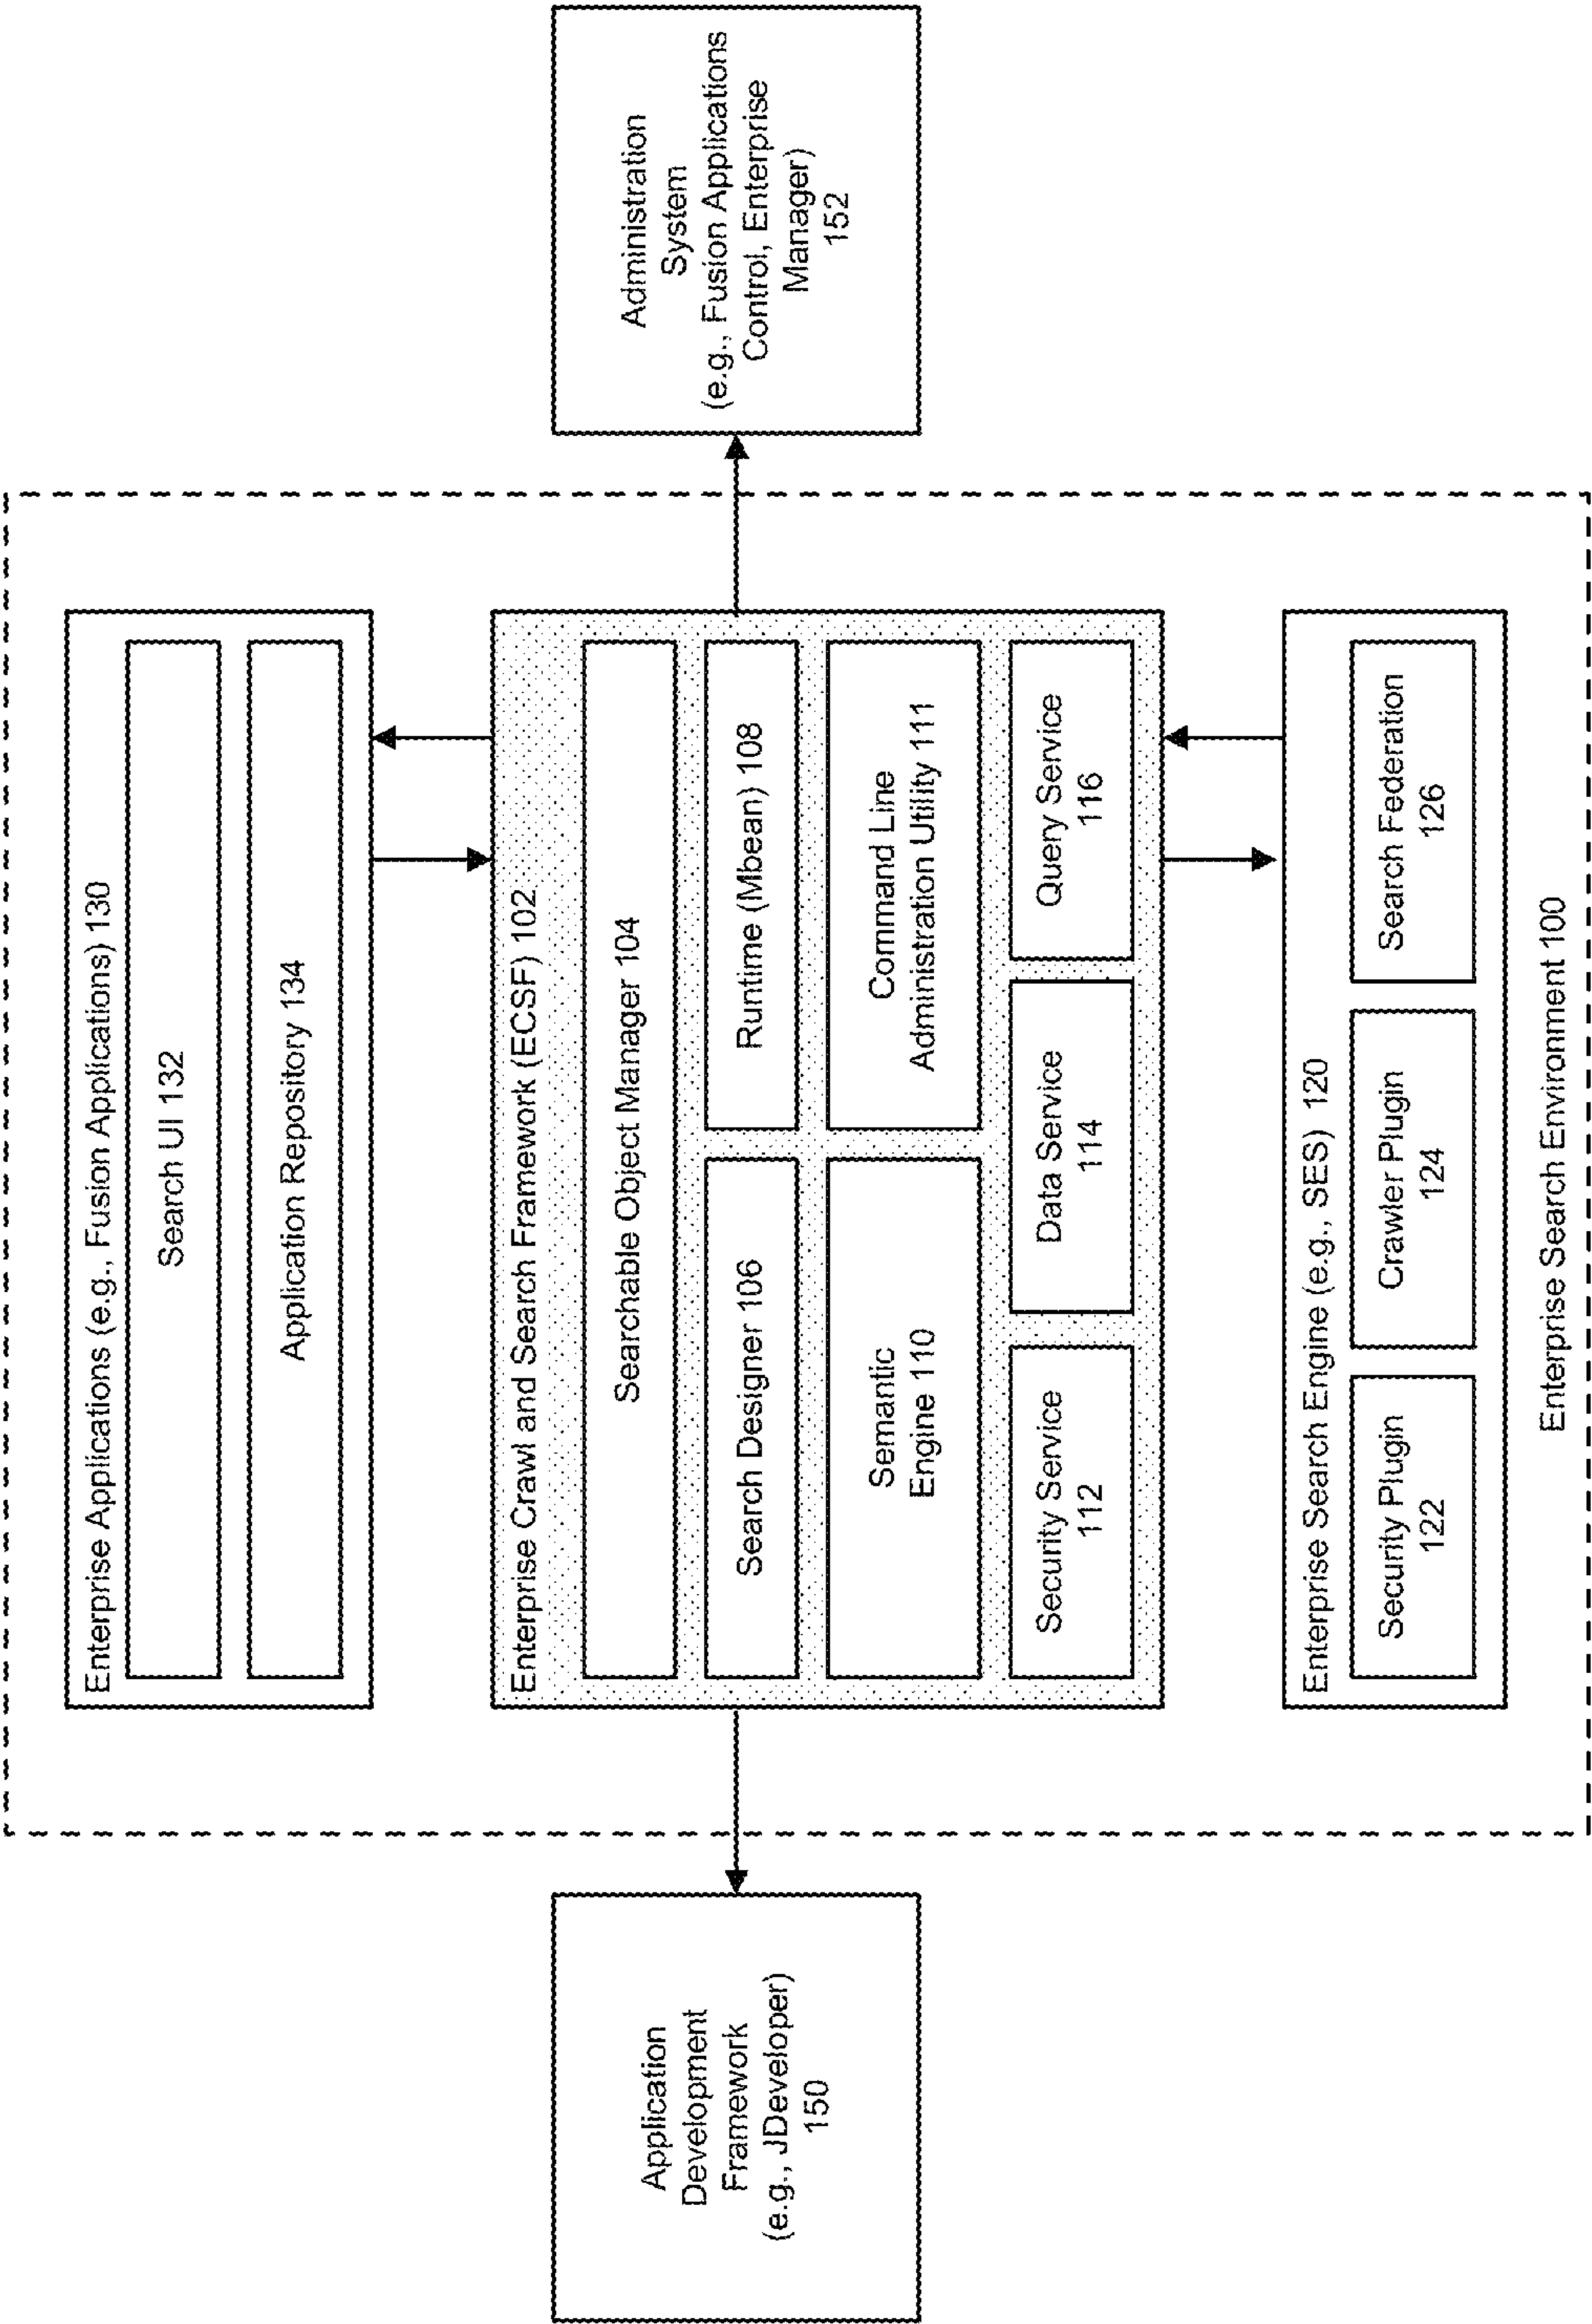 Enterprise Applications (e.g., Fusion Applications) 130
Search UI 132
Application Repository 134
Enterprise Crawl and Search Framework (ECSF) 102
Searchable Object Manager 104
Search Designer 106
Runtime (Mbean) 108
Semantic
Engine 110
Command Line
Administration Utility 111
Security Service
112
Data Service
114
Query Service
116
Enterprise Search Engine (e.g., SES) 120
Security Plugin
122
Crawler Plugin
124
Search Federation
126
Enterprise Search Environment 100
Application
Development
Framework
(e.g., JDeveloper)
150
Administration
System
(e.g., Fusion Applications
Control, Enterprise
Manager)
152